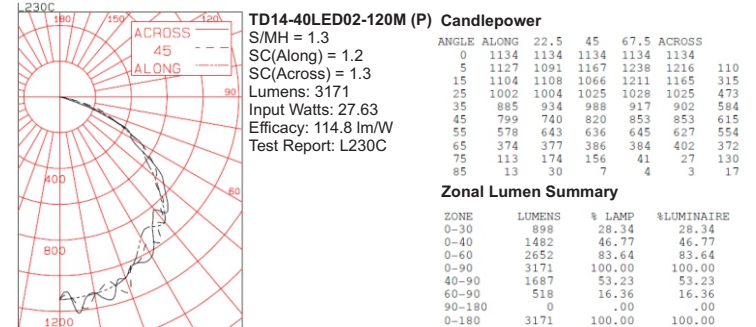 L230C
180
150
120
ACROSS
45
ALONG
90
60
400
800
1200
TD14-40LED02-120M (P)
S/MH = 1.3
SC(Along) = 1.2
SC(Across) = 1.3
Lumens: 3171
Input Watts: 27.63
Efficacy: 114.8 lm/W
Test Report: L230C
Candlepower
ANGLE ALONG 22.5 45 67.5 ACROSS
0 1134 1134 1134 1134 1134
5 1127 1091 1167 1238 1216 110
15 1104 1108 1066 1211 1165 315
25 1002 1004 1025 1028 1025 473
35 885 934 988 917 902 584
45 799 740 820 853 853 615
55 578 643 636 645 627 554
65 374 377 386 384 402 372
75 113 174 156 41 27 130
85 13 30 7 4 3 17
Zonal Lumen Summary
ZONE LUMENS % LAMP %LUMINAIRE
0-30 898 28.34 28.34
0-40 1482 46.77 46.77
0-60 2652 83.64 83.64
0-90 3171 100.00 100.00
40-90 1687 53.23 53.23
60-90 518 16.36 16.36
90-180 0 .00 .00
0-180 3171 100.00 100.00